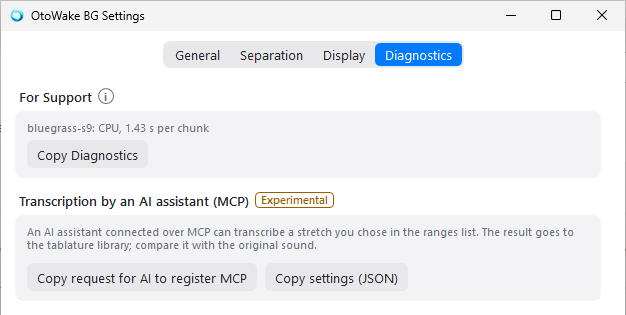 OtoWake BG Settings
General Separation Display Diagnostics
For Support
bluegrass-s9: CPU, 1.43 s per chunk
Copy Diagnostics
Transcription by an AI assistant (MCP) Experimental
An AI assistant connected over MCP can transcribe a stretch you chose in the ranges list. The result goes to
the tablature library; compare it with the original sound.
Copy request for AI to register MCP Copy settings (JSON)